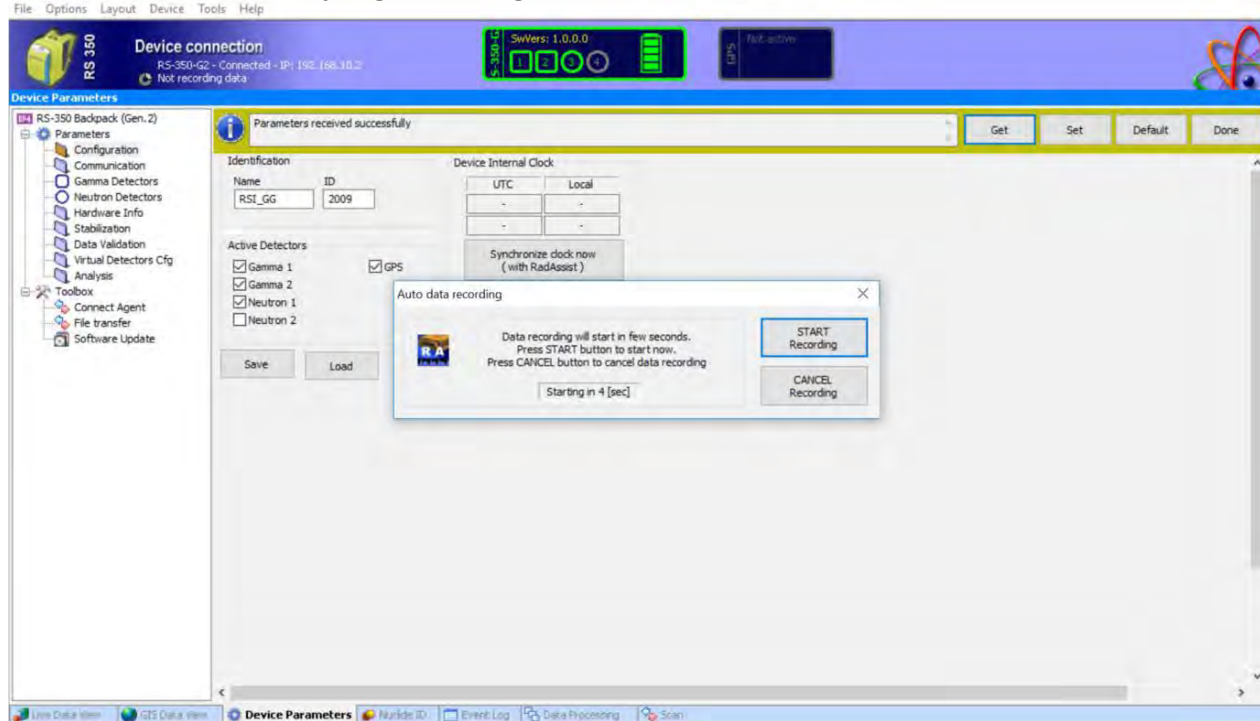 File Options Layout Device Tools Help
RS 350
Device connection
RS-350-G2 - Connected - IP: 192.168.10.2
Not recording data
SwVers: 1.0.0.0
1 2 3 4
GPS
Not active
Device Parameters
RS-350 Backpack (Gen.2)
Parameters
Configuration
Communication
Gamma Detectors
Neutron Detectors
Hardware Info
Stabilization
Data Validation
Virtual Detectors Cfg
Analysis
Toolbox
Connect Agent
File transfer
Software Update
Parameters received successfully
Get Set Default Done
Identification
Name ID
RSI_GG 2009
Device Internal Clock
UTC Local
- -
- -
Synchronize clock now
( with RadAssist )
Active Detectors
Gamma 1 GPS
Gamma 2
Neutron 1
Neutron 2
Save Load
Auto data recording
RA
Data recording will start in few seconds.
Press START button to start now.
Press CANCEL button to cancel data recording
Starting in 4 [sec]
START
Recording
CANCEL
Recording
Live Data View GIS Data View Device Parameters Nuclide ID Event Log Data Processing Scan